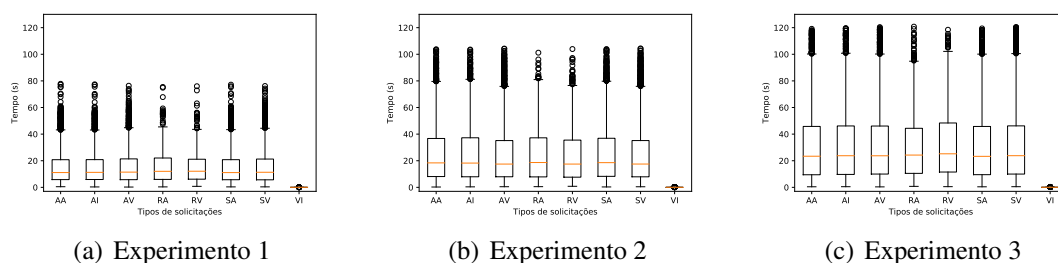 120
100
80
60
40
20
0
Tempo (s)
AA AI AV RA RV SA SV VI
Tipos de solicitações
(a) Experimento 1
120
100
80
60
40
20
0
Tempo (s)
AA AI AV RA RV SA SV VI
Tipos de solicitações
(b) Experimento 2
120
100
80
60
40
20
0
Tempo (s)
AA AI AV RA RV SA SV VI
Tipos de solicitações
(c) Experimento 3